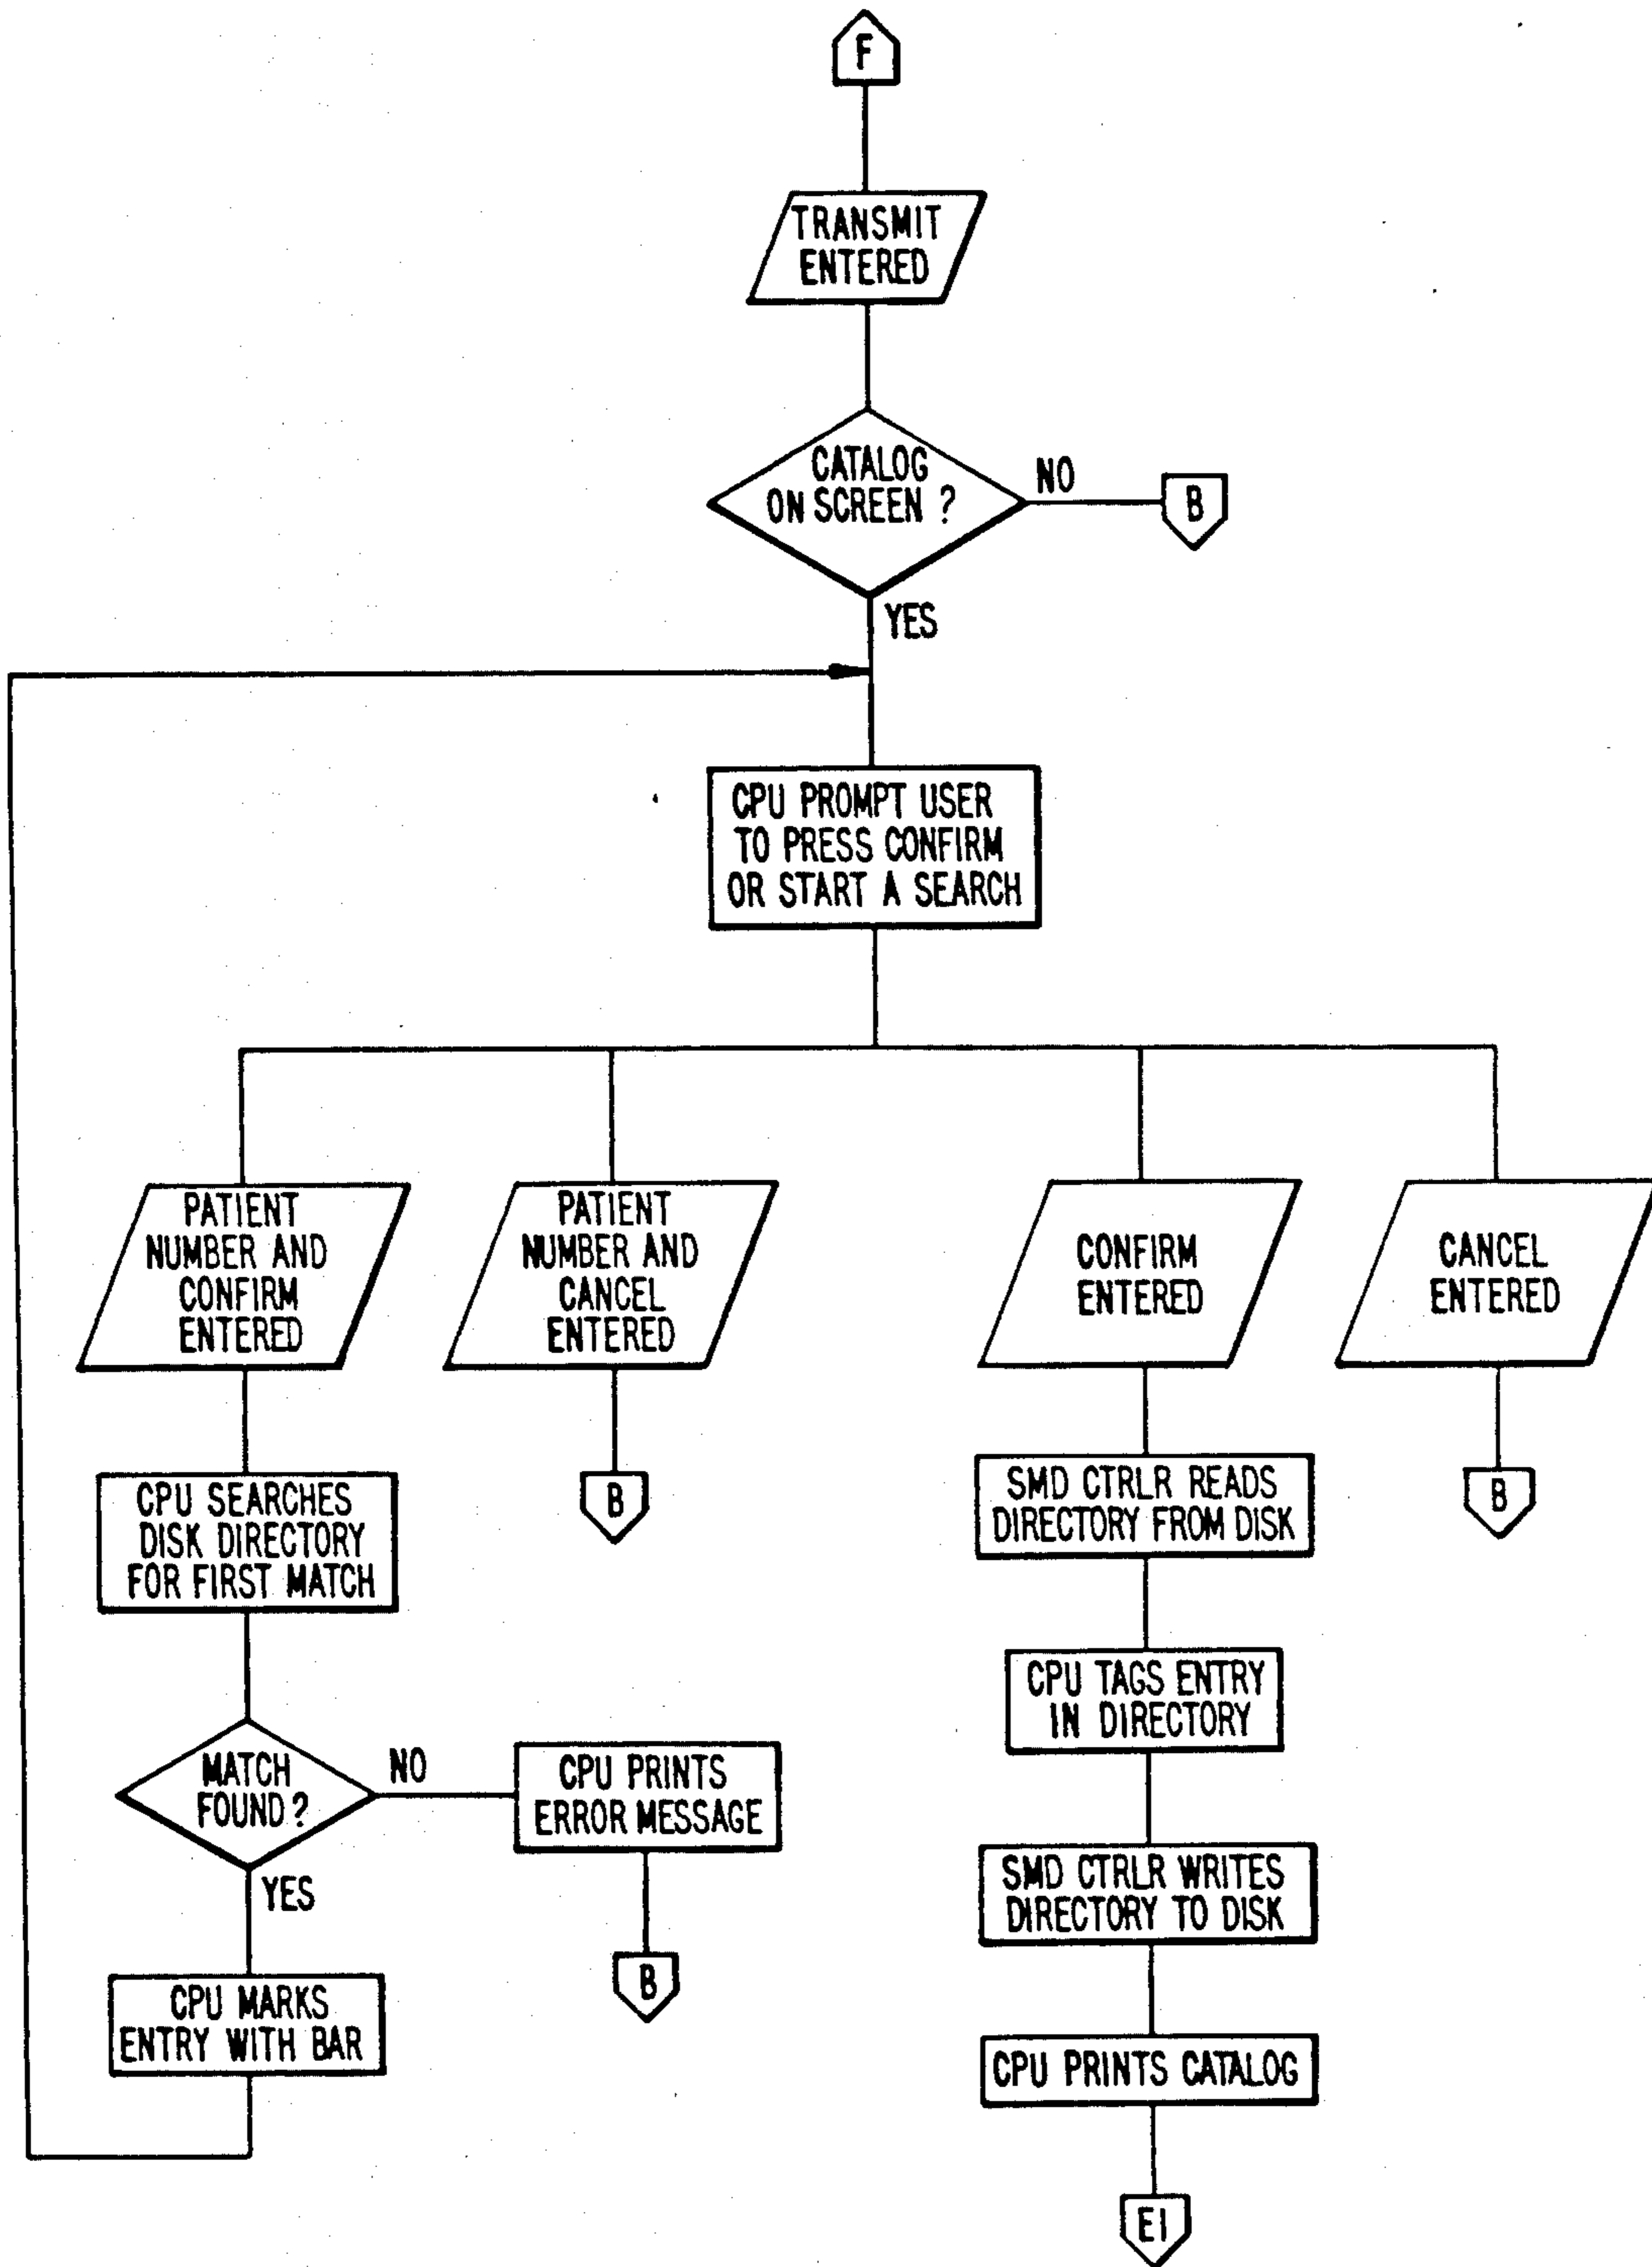 F
TRANSMIT
ENTERED
CATALOG
ON SCREEN ?
NO
B
YES
CPU PROMPT USER
TO PRESS CONFIRM
OR START A SEARCH
PATIENT
NUMBER AND
CONFIRM
ENTERED
PATIENT
NUMBER AND
CANCEL
ENTERED
CONFIRM
ENTERED
CANCEL
ENTERED
CPU SEARCHES
DISK DIRECTORY
FOR FIRST MATCH
B
SMD CTRLR READS
DIRECTORY FROM DISK
B
CPU TAGS ENTRY
IN DIRECTORY
MATCH
FOUND?
NO
CPU PRINTS
ERROR MESSAGE
SMD CTRLR WRITES
DIRECTORY TO DISK
YES
B
CPU MARKS
ENTRY WITH BAR
CPU PRINTS CATALOG
E1